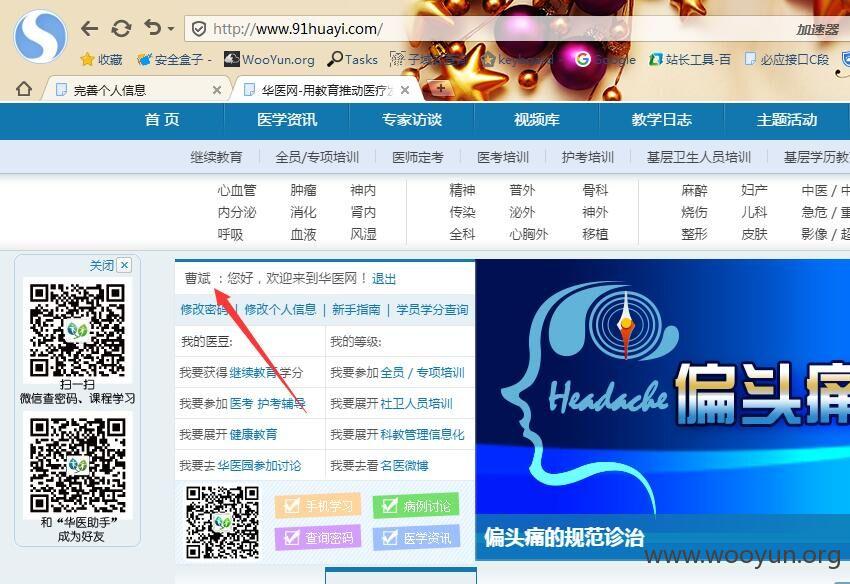 http://www.91huayi.com/
加速器
收藏 安全盒子 WooYun.org Tasks Google 站长工具-百 必应接口C段
完善个人信息 华医网-用教育推动医疗
首 页 医学资讯 专家访谈 视频库 教学日志 主题活动
继续教育 全员/专项培训 医师定考 医考培训 护考培训 基层卫生人员培训 基层学历教
心血管 肿瘤 神内 精神 普外 骨科 麻醉 妇产 中医 / 中
内分泌 消化 肾内 传染 泌外 神外 烧伤 儿科 急危 / 重
呼吸 血液 风湿 全科 心胸外 移植 整形 皮肤 影像 / 超
关闭
扫一扫
微信查密码、课程学习
和“华医助手”
成为好友
曹斌 ：您好，欢迎来到华医网！ 退出
修改密码 | 修改个人信息 | 新手指南 | 学员学分查询
我的医豆: 我的等级:
我要获得 继续教育学分 我要参加 全员 / 专项培训
我要参加 医考 护考辅导 我要展开 社卫人员培训
我要展开 健康教育 我要展开 科教管理信息化
我要去 华医园参加讨论 我要去看 名医微博
手机学习 病例讨论
查询密码 医学资讯
Headache 偏头痛
偏头痛的规范诊治
www.wooyun.org